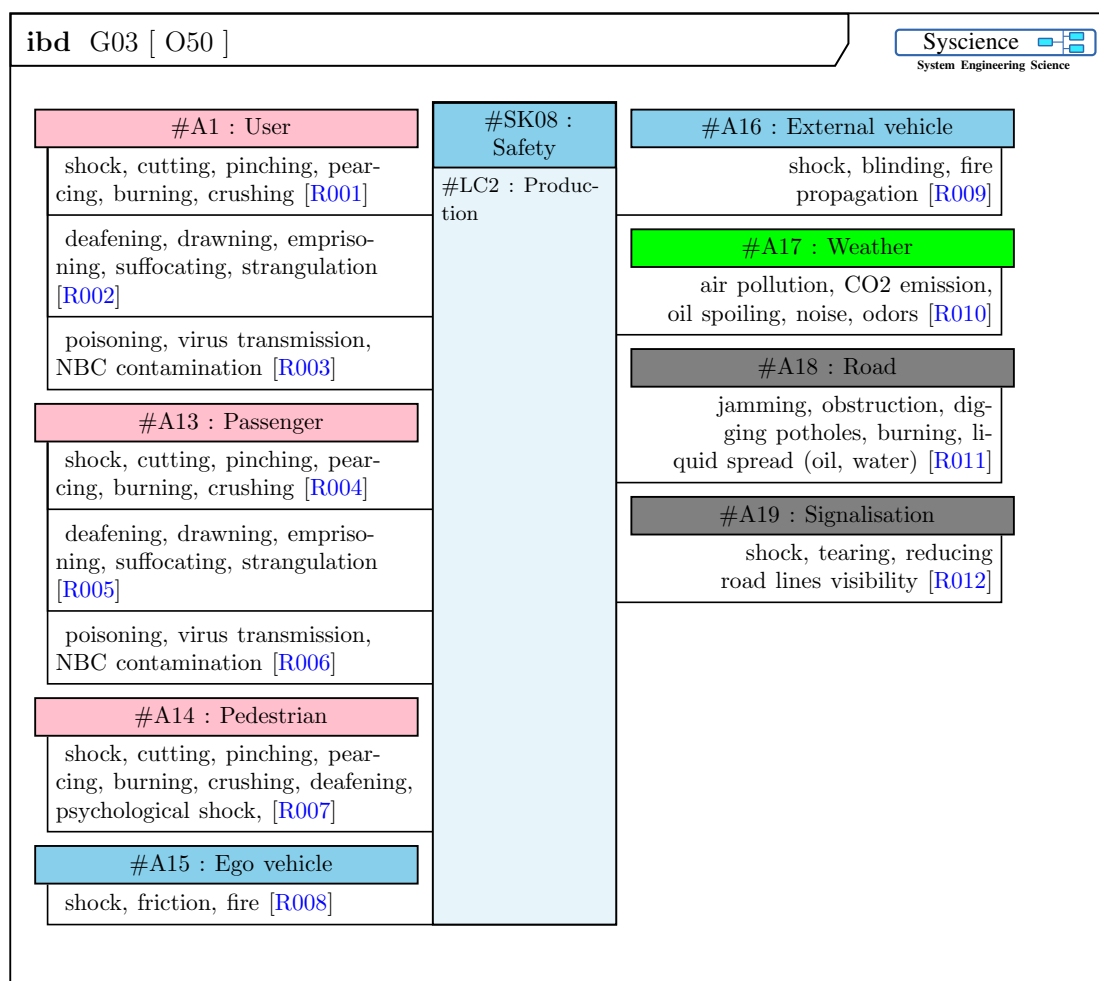 ibd G03 [ O50 ]
Syscience
System Engineering Science
#A1 : User
shock, cutting, pinching, pear-
cing, burning, crushing [R001]
deafening, drawning, empriso-
ning, suffocating, strangulation
[R002]
poisoning, virus transmission,
NBC contamination [R003]
#A13 : Passenger
shock, cutting, pinching, pear-
cing, burning, crushing [R004]
deafening, drawning, empriso-
ning, suffocating, strangulation
[R005]
poisoning, virus transmission,
NBC contamination [R006]
#A14 : Pedestrian
shock, cutting, pinching, pear-
cing, burning, crushing, deafening,
psychological shock, [R007]
#A15 : Ego vehicle
shock, friction, fire [R008]
#SK08 :
Safety
#LC2 : Produc-
tion
#A16 : External vehicle
shock, blinding, fire
propagation [R009]
#A17 : Weather
air pollution, CO2 emission,
oil spoiling, noise, odors [R010]
#A18 : Road
jamming, obstruction, dig-
ging potholes, burning, li-
quid spread (oil, water) [R011]
#A19 : Signalisation
shock, tearing, reducing
road lines visibility [R012]